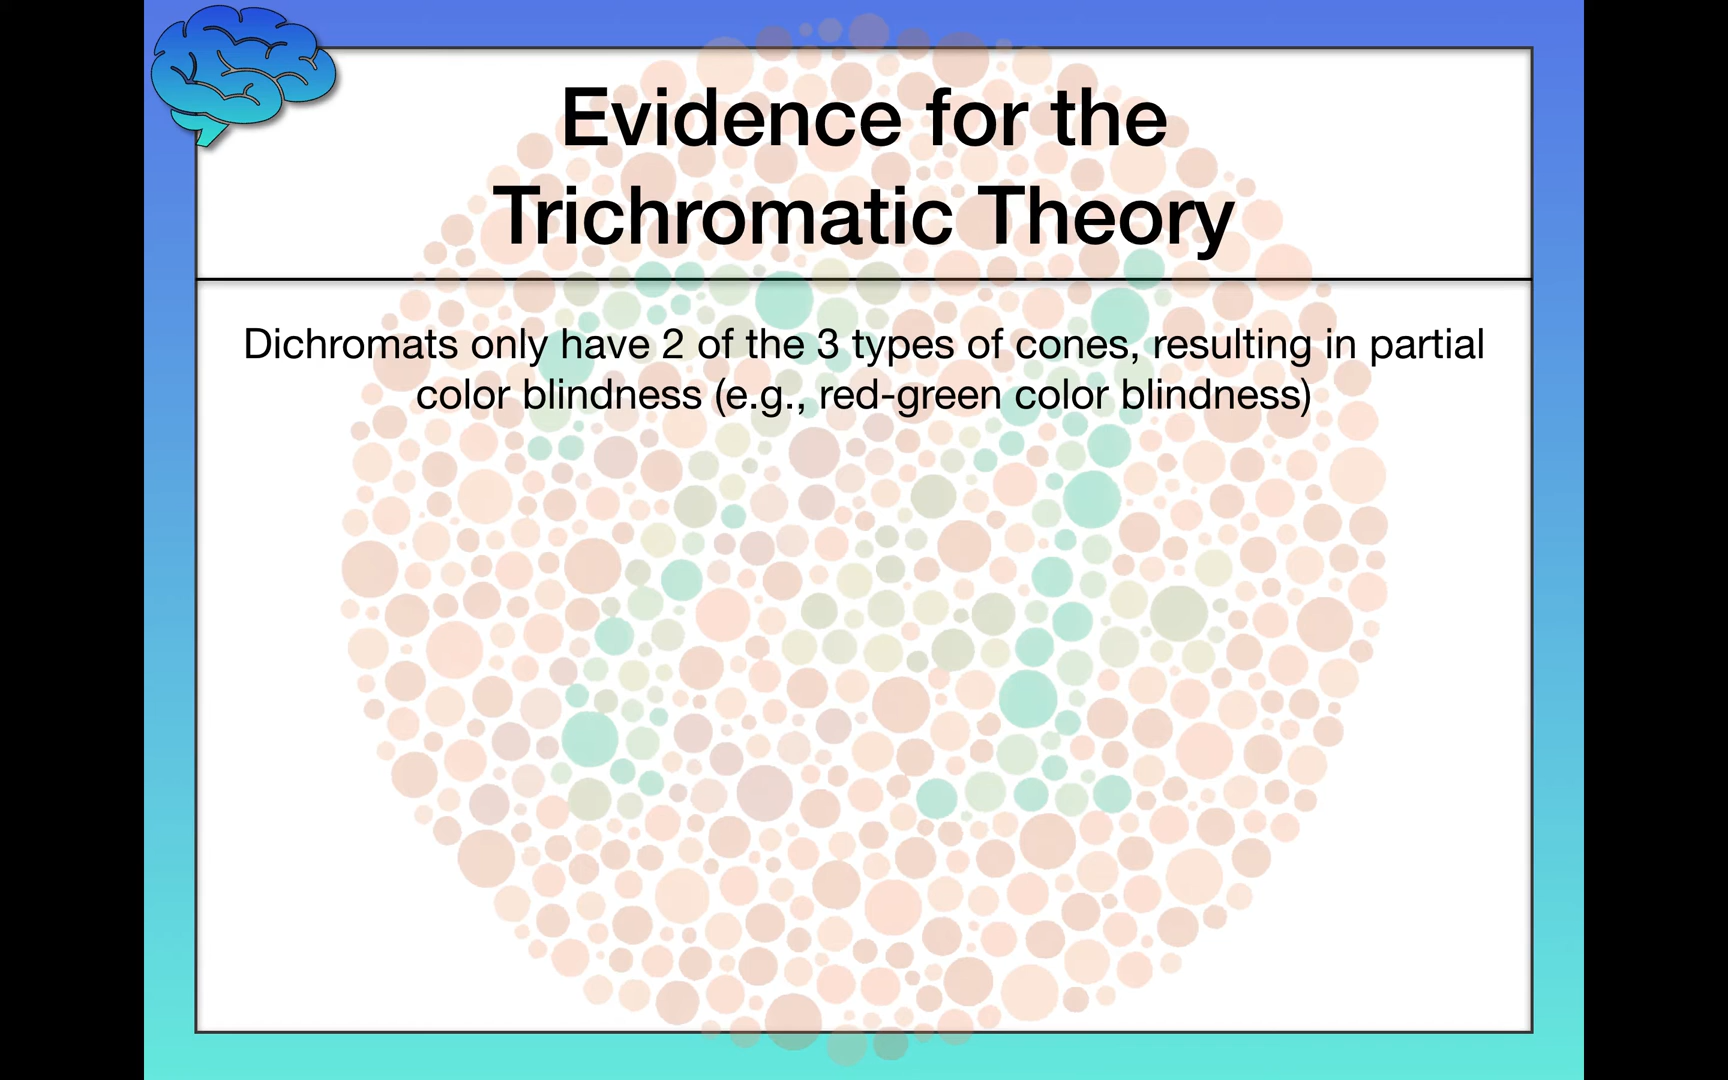 Evidence for the
Trichromatic Theory
Dichromats only have 2 of the 3 types of cones, resulting in partial
color blindness (e.g., red-green color blindness)
74